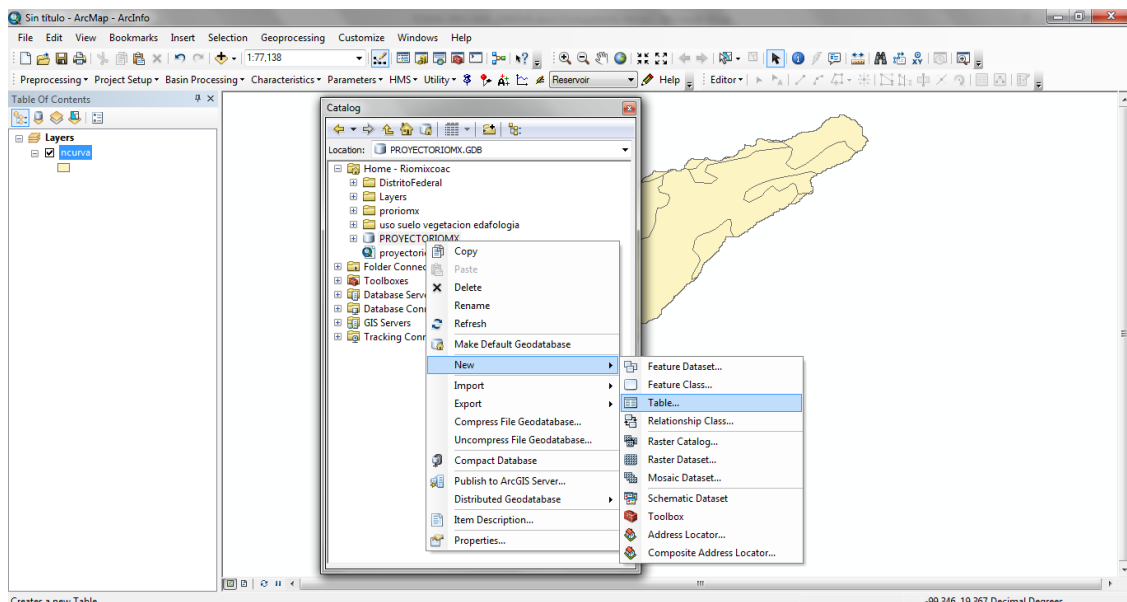 Sin título - ArcMap - ArcInfo
File Edit View Bookmarks Insert Selection Geoprocessing Customize Windows Help
1:77,138
Preprocessing Project Setup Basin Processing Characteristics Parameters HMS Utility Reservoir Help Editor
Table Of Contents
Layers
ncurva
Catalog
Location: PROYECTORIOMX.GDB
Home - Riomixcoac
DistritoFederal
Layers
proriomx
uso suelo vegetacion edafologia
PROYECTORIOMX
proyectori
Folder Connec
Toolboxes
Database Serve
Database Conn
GIS Servers
Tracking Conn
Copy
Paste
Delete
Rename
Refresh
Make Default Geodatabase
New
Import
Export
Compress File Geodatabase...
Uncompress File Geodatabase...
Compact Database
Publish to ArcGIS Server...
Distributed Geodatabase
Item Description...
Properties...
Feature Dataset...
Feature Class...
Table...
Relationship Class...
Raster Catalog...
Raster Dataset...
Mosaic Dataset...
Schematic Dataset
Toolbox
Address Locator...
Composite Address Locator...
Creates a new Table
-99.346 19.367 Decimal Degrees